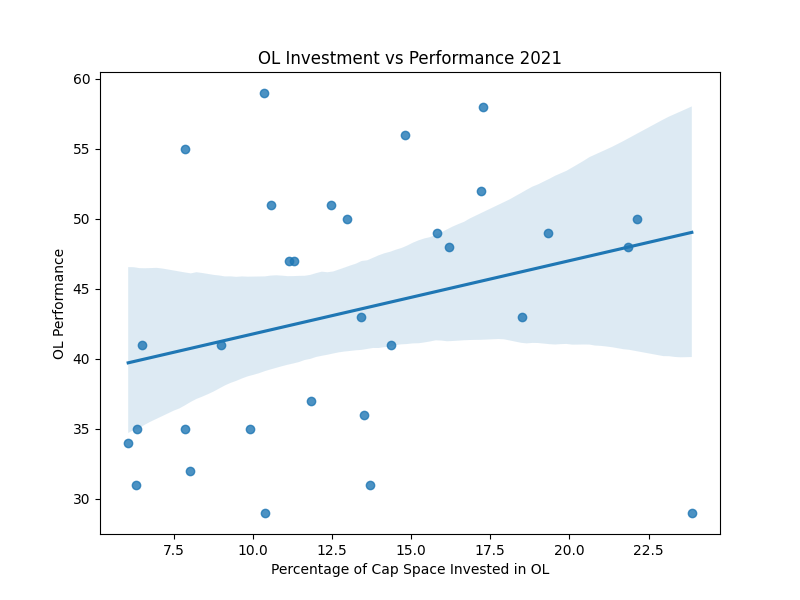 OL Investment vs Performance 2021
60
55
50
45
40
35
30
OL Performance
7.5 10.0 12.5 15.0 17.5 20.0 22.5
Percentage of Cap Space Invested in OL